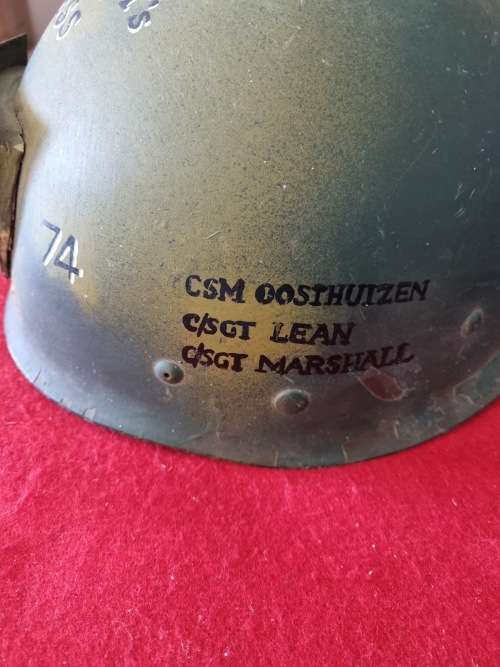 74
CSM OOSTHUIZEN
C/SGT LEAN
C/SGT MARSHALL